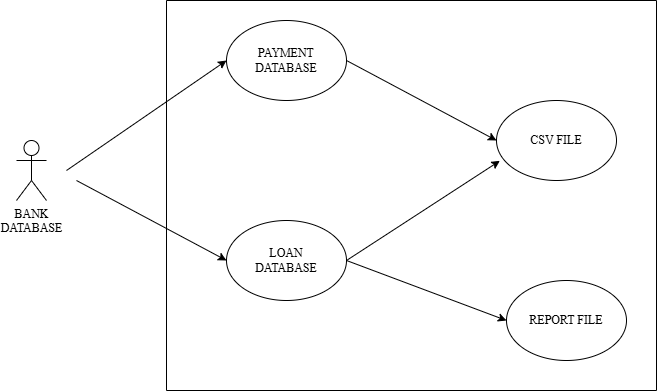 PAYMENT
DATABASE
CSV FILE
BANK
DATABASE
LOAN
DATABASE
REPORT FILE